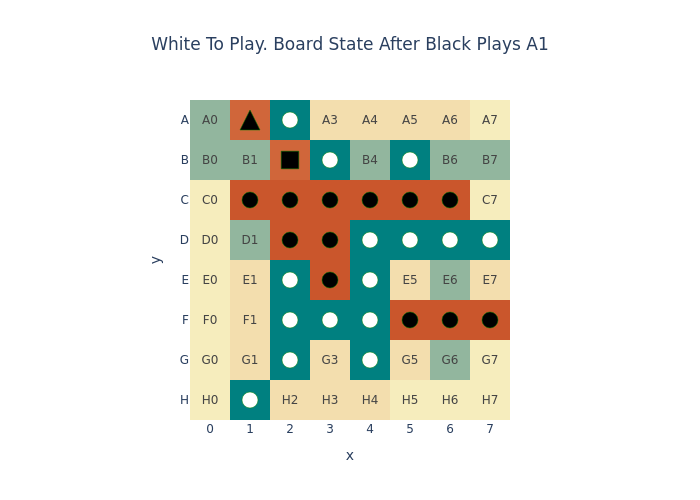 White To Play. Board State After Black Plays A1
A A0 A3 A4 A5 A6 A7
B B0 B1 B4 B6 B7
C C0 C7
D D0 D1
E E0 E1 E5 E6 E7
F F0 F1
G G0 G1 G3 G5 G6 G7
H H0 H2 H3 H4 H5 H6 H7
0 1 2 3 4 5 6 7
x
y